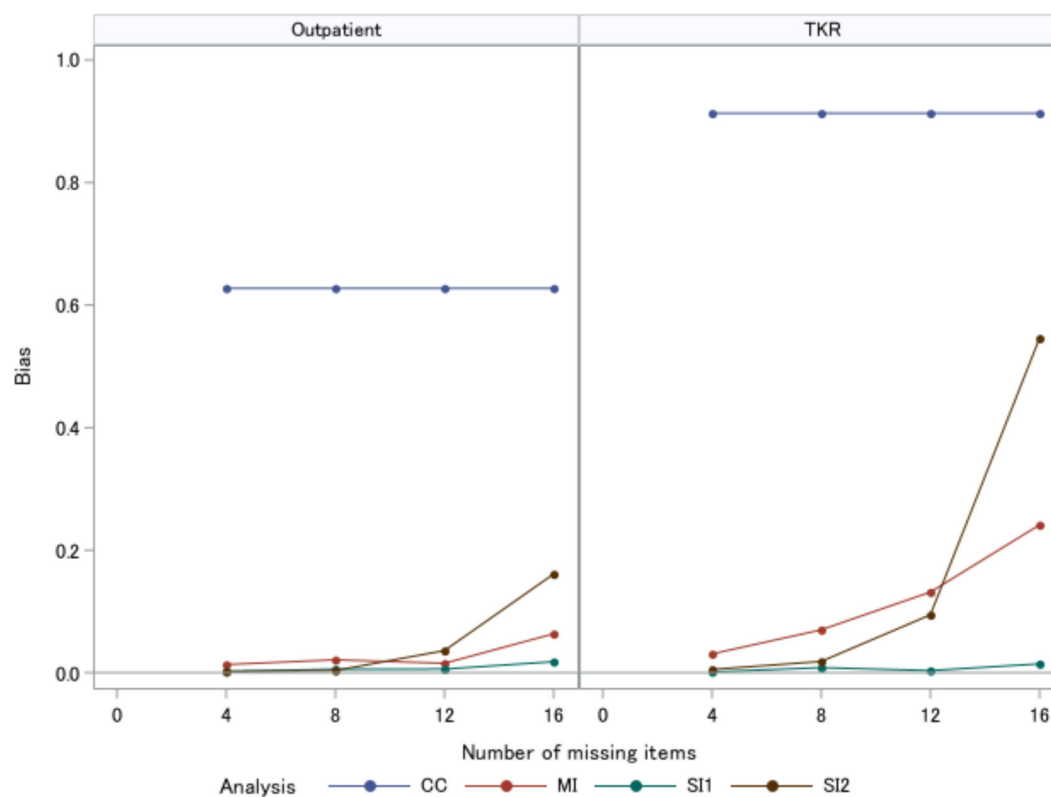 Outpatient TKR
1.0
0.8
0.6
0.4
0.2
0.0
Bias
0 4 8 12 16 0 4 8 12 16
Number of missing items
Analysis CC MI SI1 SI2